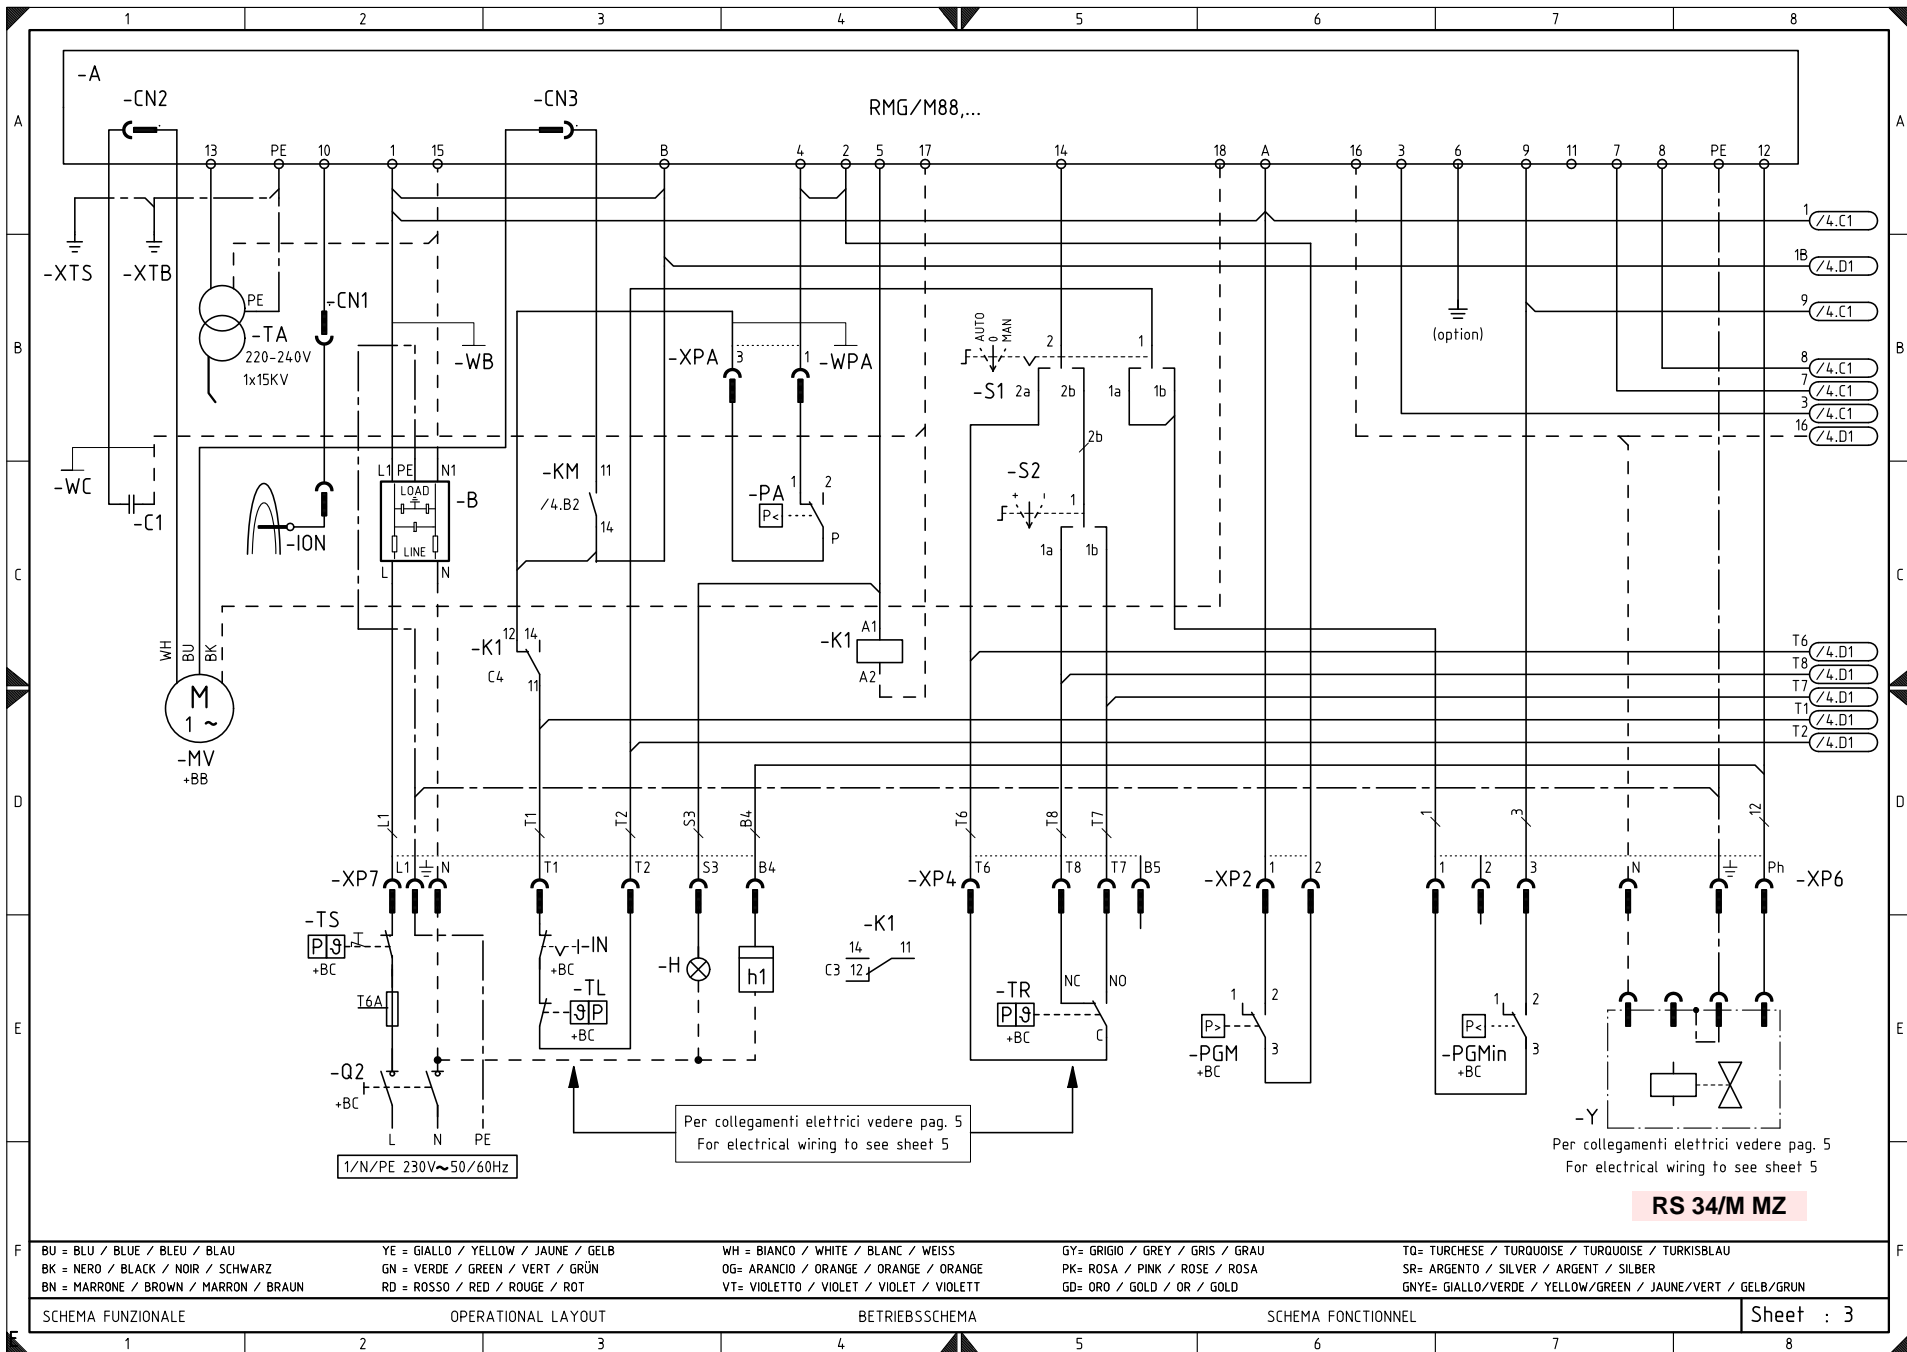 1 2 3 4 5 6 7 8
-A
-CN2
-CN3
RMG/M88,...
A A
13 PE 10 1 15 B 4 2 5 17 14 18 A 16 3 6 9 11 7 8 PE 12
1 /4.C1
1B /4.D1
9 /4.C1
8 /4.C1
7 /4.C1
3 /4.C1
16 /4.D1
-XTS -XTB
PE
-CN1
-TA
220-240V
1x15KV
-WB
-XPA 3 1 -WPA
AUTO
0
MAN
2 1
-S1 2a 2b 1a 1b
2b
(option)
B B
-WC
-C1
-ION
L1 PE N1
LOAD
-B
LINE
L N
-KM 11
/4.B2
14
-PA 1 2
P<
P
-S2
+ -
1
1a 1b
C C
WH BU BK
M
1 ~
-MV
+BB
-K1 12 14
C4
11
A1
-K1
A2
T6 /4.D1
T8 /4.D1
T7 /4.D1
T1 /4.D1
T2 /4.D1
D D
L1 T1 T2 S3 B4 T6 T8 T7 1 3 12
-XP7 L1 N T1 T2 S3 B4
-XP4 T6 T8 T7 B5
-XP2 1 2
1 2 3 N Ph -XP6
-TS
P ϑ
+BC
T6A
-Q2
+BC
L N PE
1/N/PE 230V~50/60Hz
-IN
+BC
-TL
ϑ P
+BC
-H
h1
-K1
14 11
C3 12
NC NO
-TR
P ϑ
+BC
C
1 2
P>
-PGM
+BC
3
1 2
P<
-PGMin
+BC
3
-Y
E E
Per collegamenti elettrici vedere pag. 5
For electrical wiring to see sheet 5
Per collegamenti elettrici vedere pag. 5
For electrical wiring to see sheet 5
RS 34/M MZ
F F
BU = BLU / BLUE / BLEU / BLAU
BK = NERO / BLACK / NOIR / SCHWARZ
BN = MARRONE / BROWN / MARRON / BRAUN
YE = GIALLO / YELLOW / JAUNE / GELB
GN = VERDE / GREEN / VERT / GRÜN
RD = ROSSO / RED / ROUGE / ROT
WH = BIANCO / WHITE / BLANC / WEISS
OG= ARANCIO / ORANGE / ORANGE / ORANGE
VT= VIOLETTO / VIOLET / VIOLET / VIOLETT
GY= GRIGIO / GREY / GRIS / GRAU
PK= ROSA / PINK / ROSE / ROSA
GD= ORO / GOLD / OR / GOLD
TQ= TURCHESE / TURQUOISE / TURQUOISE / TURKISBLAU
SR= ARGENTO / SILVER / ARGENT / SILBER
GNYE= GIALLO/VERDE / YELLOW/GREEN / JAUNE/VERT / GELB/GRUN
SCHEMA FUNZIONALE OPERATIONAL LAYOUT BETRIEBSSCHEMA SCHEMA FONCTIONNEL Sheet : 3
1 2 3 4 5 6 7 8